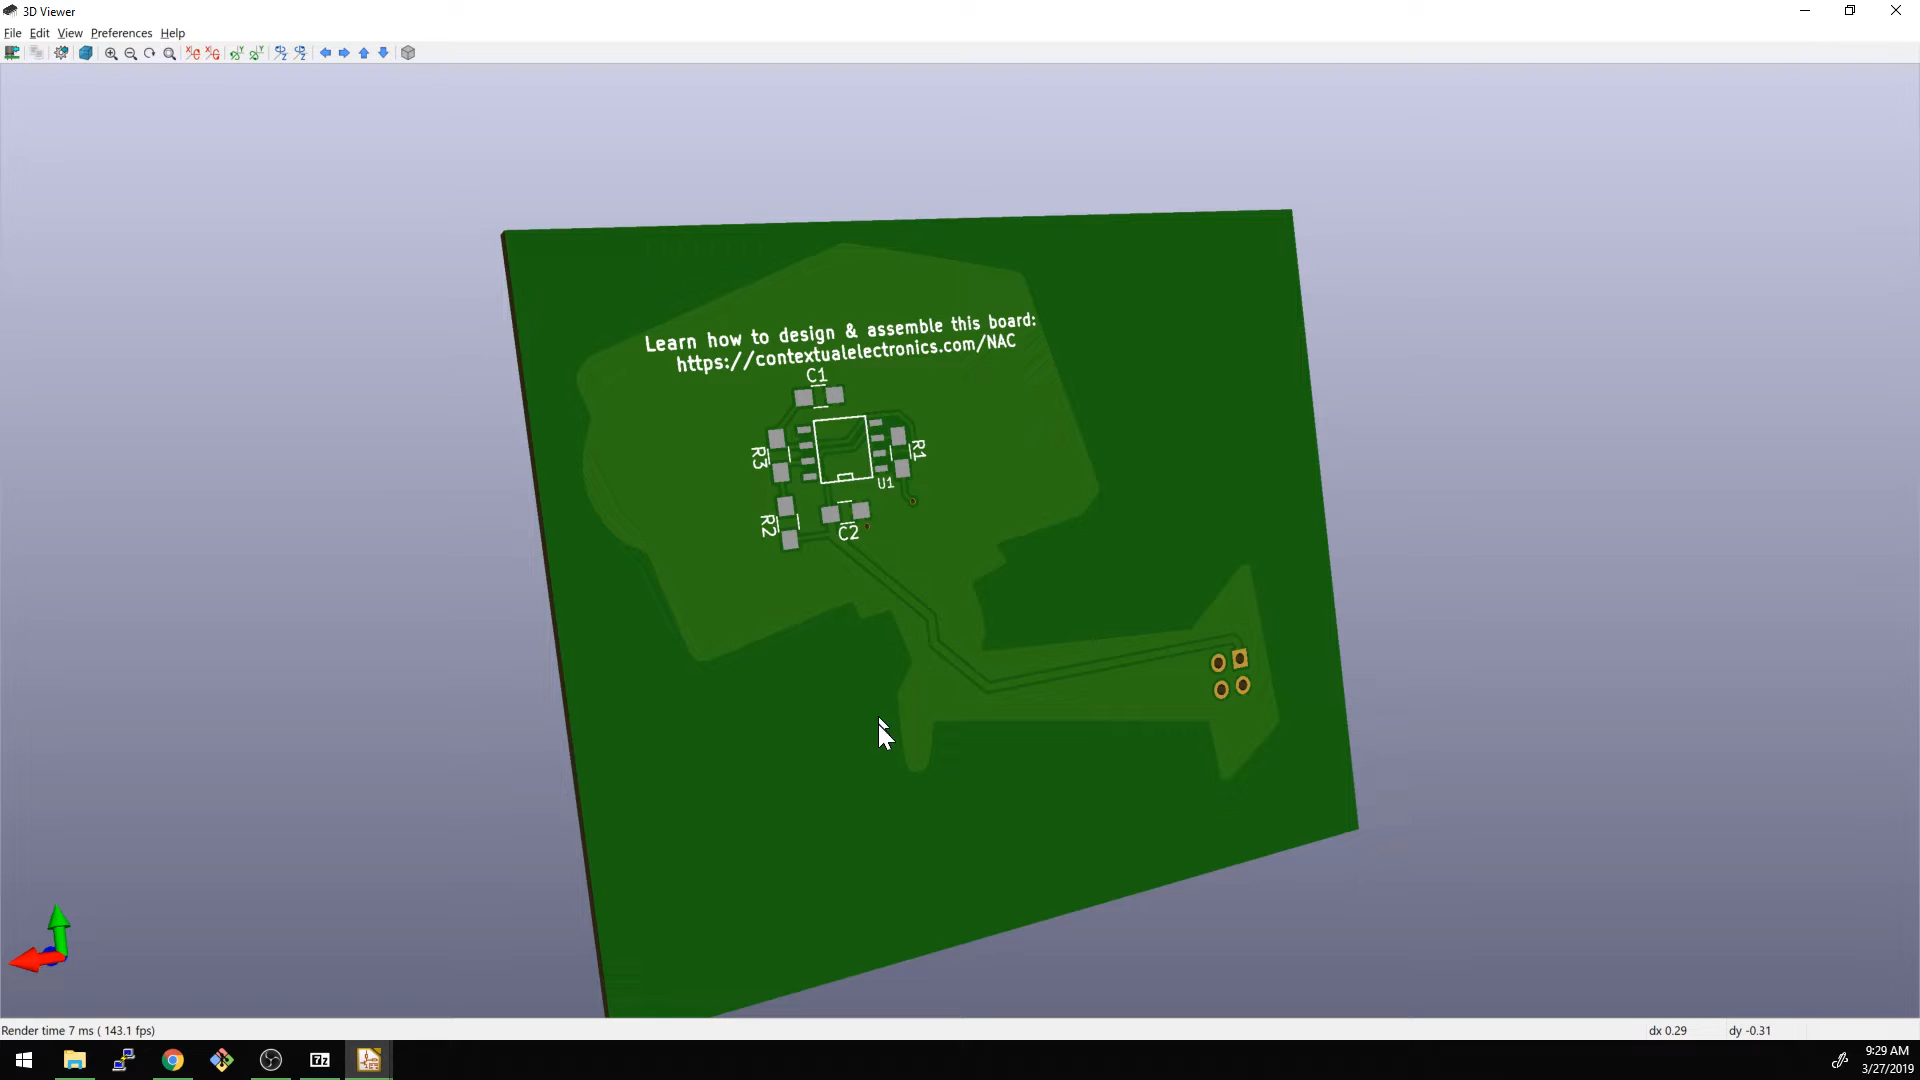 3D Viewer
File Edit View Preferences Help
Learn how to design & assemble this board:
https://contextualelectronics.com/NAC
C1
R3
R1
U1
R2
C2
Render time 7 ms ( 143.1 fps)
dx 0.29
dy -0.31
7z
9:29 AM
3/27/2019